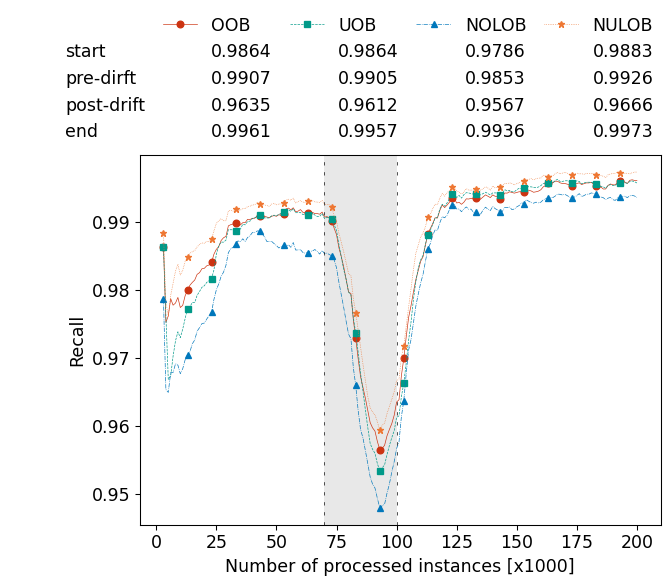 OOB UOB NOLOB NULOB
start 0.9864 0.9864 0.9786 0.9883
pre-dirft 0.9907 0.9905 0.9853 0.9926
post-drift 0.9635 0.9612 0.9567 0.9666
end 0.9961 0.9957 0.9936 0.9973
0.99
0.98
0.97
0.96
0.95
Recall
0 25 50 75 100 125 150 175 200
Number of processed instances [x1000]